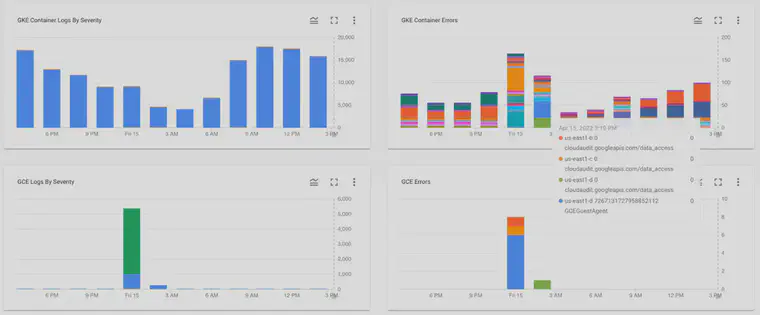 GKE Container Logs By Severity
20,000
15,000
10,000
5,000
0
6 PM 9 PM Fri 15 3 AM 6 AM 9 AM 12 PM 3 PM
GKE Container Errors
200
150
100
50
0
6 PM 9 PM Fri 15 3 AM
Apr 15, 2022 7:19 PM
us-east1-b 0 0
cloudaudit.googleapis.com/data_access
us-east1-c 0 0
cloudaudit.googleapis.com/data_access
us-east1-d 0 0
cloudaudit.googleapis.com/data_access
us-east1-d 0
GCEGuestAgent
GCE Logs By Severity
6,000
5,000
4,000
3,000
2,000
1,000
0
6 PM 9 PM Fri 15 3 AM 6 AM 9 AM 12 PM 3 PM
GCE Errors
10
8
6
4
2
0
6 PM 9 PM Fri 15 3 AM 6 AM 9 AM 12 PM 3 PM